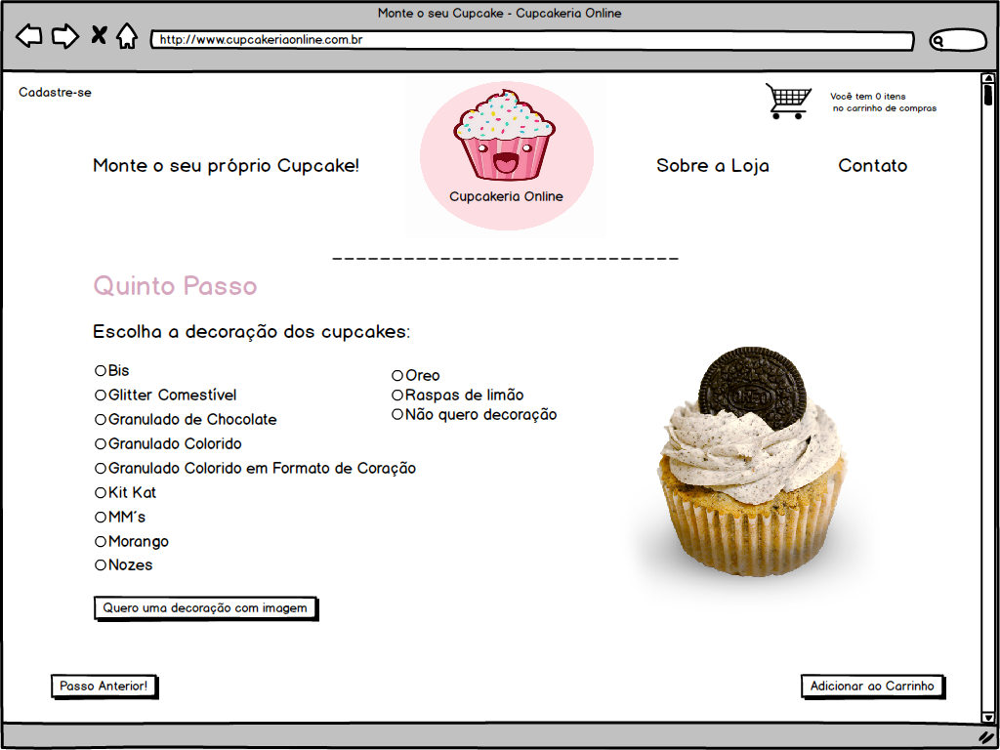 Monte o seu Cupcake - Cupcakeria Online
http://www.cupcakeriaonline.com.br
Cadastre-se
Você tem 0 itens
no carrinho de compras
Monte o seu próprio Cupcake!
Cupcakeria Online
Sobre a Loja
Contato
Quinto Passo
Escolha a decoração dos cupcakes:
Bis
Glitter Comestível
Granulado de Chocolate
Granulado Colorido
Granulado Colorido em Formato de Coração
Kit Kat
MM´s
Morango
Nozes
Oreo
Raspas de limão
Não quero decoração
OREO
Quero uma decoração com imagem
Passo Anterior!
Adicionar ao Carrinho